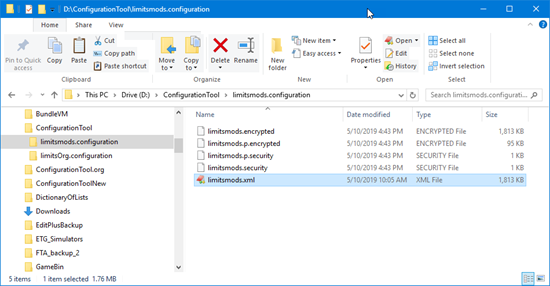 D:\ConfigurationTool\limitsmods.configuration
File Home Share View
Pin to Quick access
Copy
Paste
Cut
Copy path
Paste shortcut
Clipboard
Move to
Copy to
Delete
Rename
Organize
New folder
New item
Easy access
New
Properties
Open
Edit
History
Open
Select all
Select none
Invert selection
Select
This PC > Drive (D:) > ConfigurationTool > limitsmods.configuration
Search limitsmods.configurati...
BundleVM
ConfigurationTool
limitsmods.configuration
limitsOrg.configuration
ConfigurationTool.org
ConfigurationToolNew
DictionaryOfLists
Downloads
EditPlusBackup
ETG_Simulators
FTA_backup_2
GameBin
Name Date modified Type Size
limitsmods.encrypted 5/10/2019 4:43 PM ENCRYPTED File 1,813 KB
limitsmods.p.encrypted 5/10/2019 4:43 PM ENCRYPTED File 95 KB
limitsmods.p.security 5/10/2019 4:43 PM SECURITY File 1 KB
limitsmods.security 5/10/2019 4:43 PM SECURITY File 1 KB
limitsmods.xml 5/10/2019 10:05 AM XML File 1,813 KB
5 items 1 item selected 1.76 MB